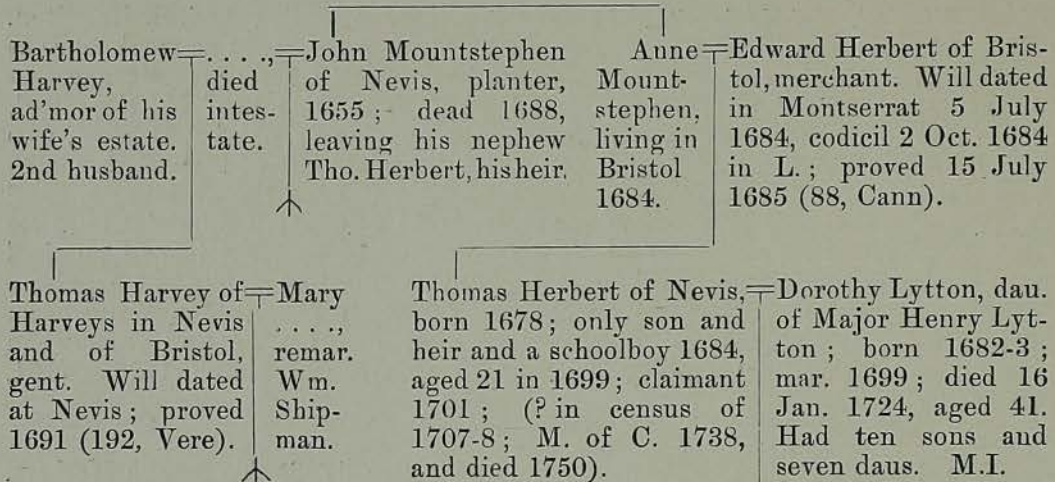 Bartholomew
Harvey,
ad'mor of his
wife's estate.
2nd husband.
. . . .,
died
intes-
tate.
John Mountstephen
of Nevis, planter,
1655 ; dead 1688,
leaving his nephew
Tho. Herbert, his heir.
Anne
Mount-
stephen,
living in
Bristol
1684.
Edward Herbert of Bris-
tol, merchant. Will dated
in Montserrat 5 July
1684, codicil 2 Oct. 1684
in L. ; proved 15 July
1685 (88, Cann).
Thomas Harvey of
Harveys in Nevis
and of Bristol,
gent. Will dated
at Nevis ; proved
1691 (192, Vere).
Mary
. . . .,
remar.
Wm.
Ship-
man.
Thomas Herbert of Nevis,
born 1678 ; only son and
heir and a schoolboy 1684,
aged 21 in 1699 ; claimant
1701 ; (? in census of
1707-8 ; M. of C. 1738,
and died 1750).
Dorothy Lytton, dau.
of Major Henry Lyt-
ton ; born 1682-3 ;
mar. 1699 ; died 16
Jan. 1724, aged 41.
Had ten sons and
seven daus. M.I.